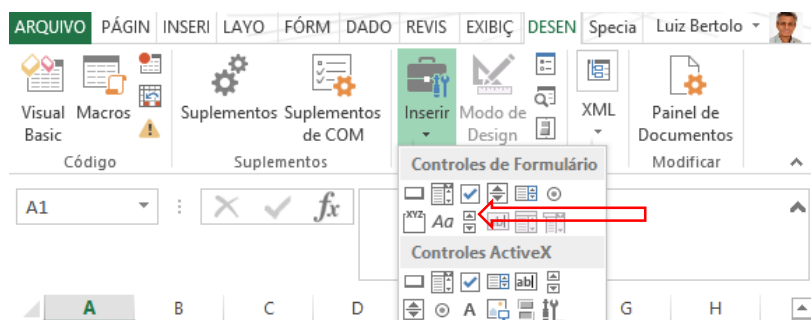 ARQUIVO PÁGIN INSERI LAYO FÓRM DADO REVIS EXIBIÇ DESEN Specia Luiz Bertolo
Visual Basic
Macros
Suplementos
Suplementos de COM
Inserir
Modo de Design
XML
Painel de Documentos
Código
Suplementos
Modificar
Controles de Formulário
XYZ Aa abl
A1
fx
Controles ActiveX
abl
A
A B C D G H